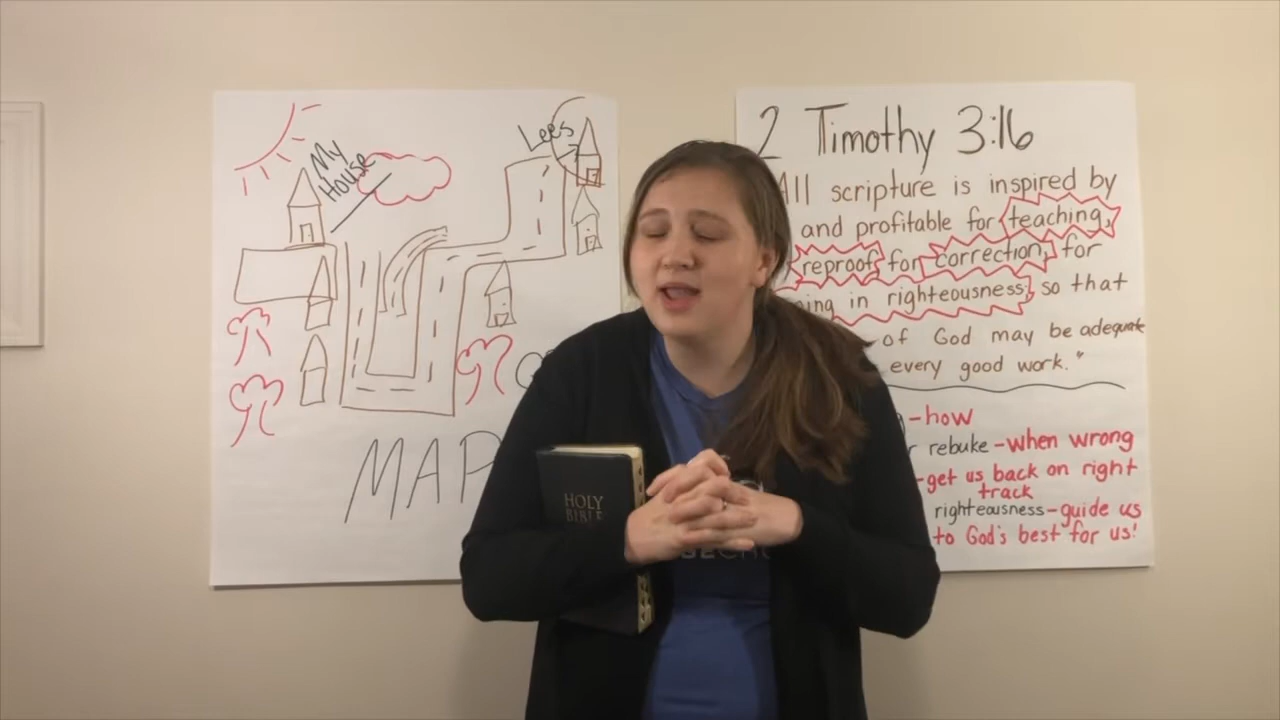 My
House
Lees
MAP
2 Timothy 3:16
All scripture is inspired by
and profitable for teaching,
reproof, for correction, for
in righteousness, so that
of God may be adequate
every good work."
-how
rebuke -when wrong
-get us back on right
track
righteousness-guide us
to God's best for us!
HOLY
BIBLE